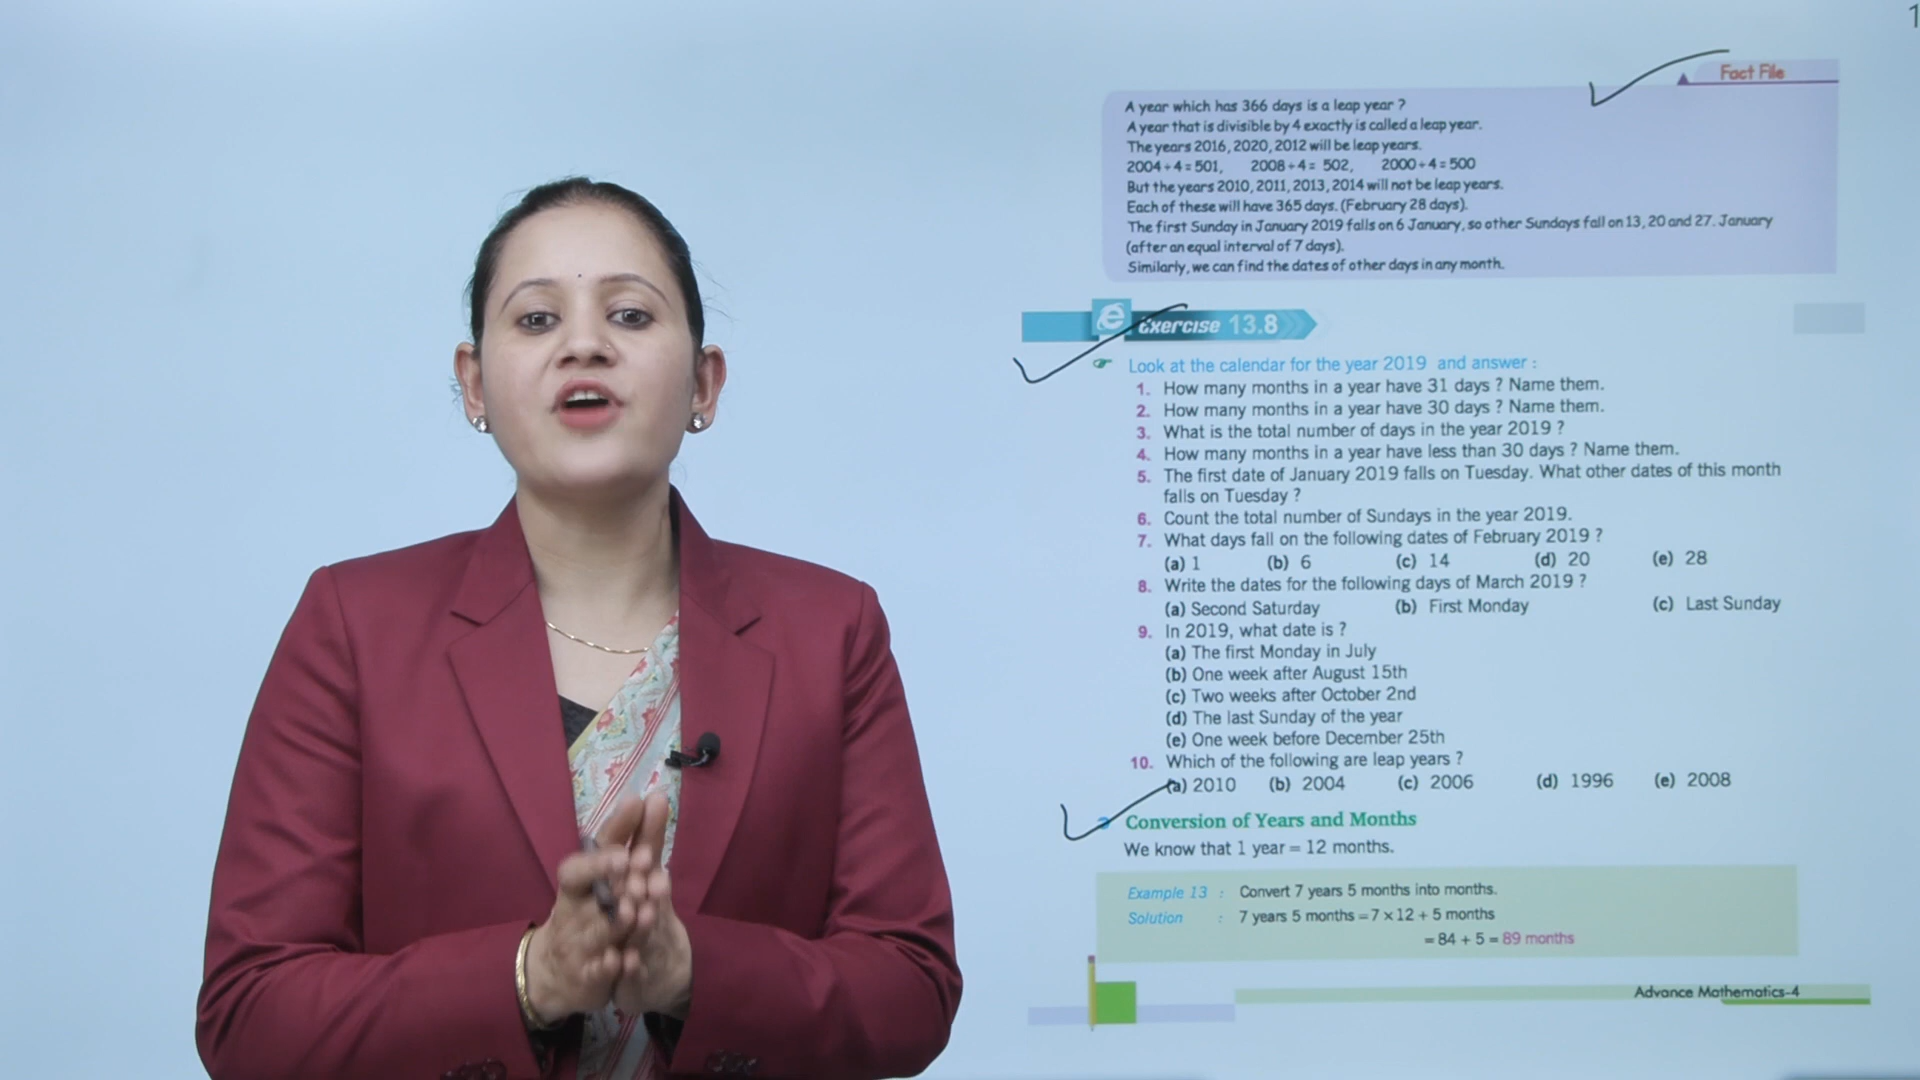 1
Fact File
A year which has 366 days is a leap year ?
A year that is divisible by 4 exactly is called a leap year.
The years 2016, 2020, 2012 will be leap years.
2004÷4=501, 2008÷4= 502, 2000÷4=500
But the years 2010, 2011, 2013, 2014 will not be leap years.
Each of these will have 365 days. (February 28 days).
The first Sunday in January 2019 falls on 6 January, so other Sundays fall on 13, 20 and 27. January
(after an equal interval of 7 days).
Similarly, we can find the dates of other days in any month.
e Exercise 13.8
Look at the calendar for the year 2019 and answer :
1. How many months in a year have 31 days ? Name them.
2. How many months in a year have 30 days ? Name them.
3. What is the total number of days in the year 2019 ?
4. How many months in a year have less than 30 days ? Name them.
5. The first date of January 2019 falls on Tuesday. What other dates of this month
falls on Tuesday ?
6. Count the total number of Sundays in the year 2019.
7. What days fall on the following dates of February 2019 ?
(a) 1 (b) 6 (c) 14 (d) 20 (e) 28
8. Write the dates for the following days of March 2019 ?
(a) Second Saturday (b) First Monday (c) Last Sunday
9. In 2019, what date is ?
(a) The first Monday in July
(b) One week after August 15th
(c) Two weeks after October 2nd
(d) The last Sunday of the year
(e) One week before December 25th
10. Which of the following are leap years ?
(a) 2010 (b) 2004 (c) 2006 (d) 1996 (e) 2008
Conversion of Years and Months
We know that 1 year = 12 months.
Example 13 : Convert 7 years 5 months into months.
Solution : 7 years 5 months = 7 × 12 + 5 months
= 84 + 5 = 89 months
Advance Mathematics-4